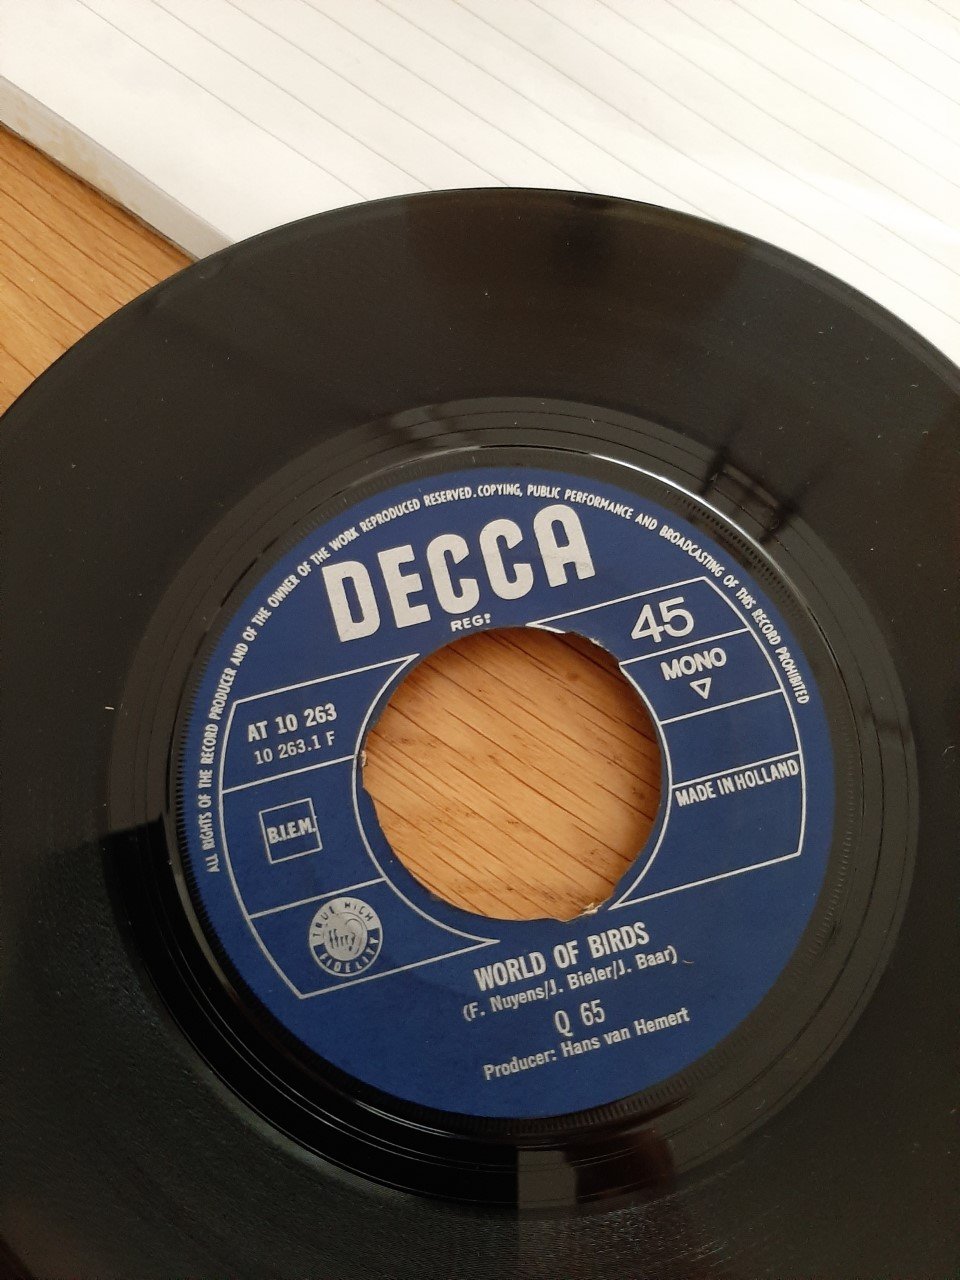 ALL RIGHTS OF THE RECORD PRODUCER AND OF THE OWNER OF THE WORK REPRODUCED RESERVED. COPYING, PUBLIC PERFORMANCE AND BROADCASTING OF THIS RECORD PROHIBITED
DECCA
REG:
45
MONO
AT 10 263
10 263.1 F
MADE IN HOLLAND
B.I.E.M.
TRUE HIGH
FIDELITY
WORLD OF BIRDS
(F. Nuyens/J. Bieler/J. Baar)
Q 65
Producer: Hans van Hemert